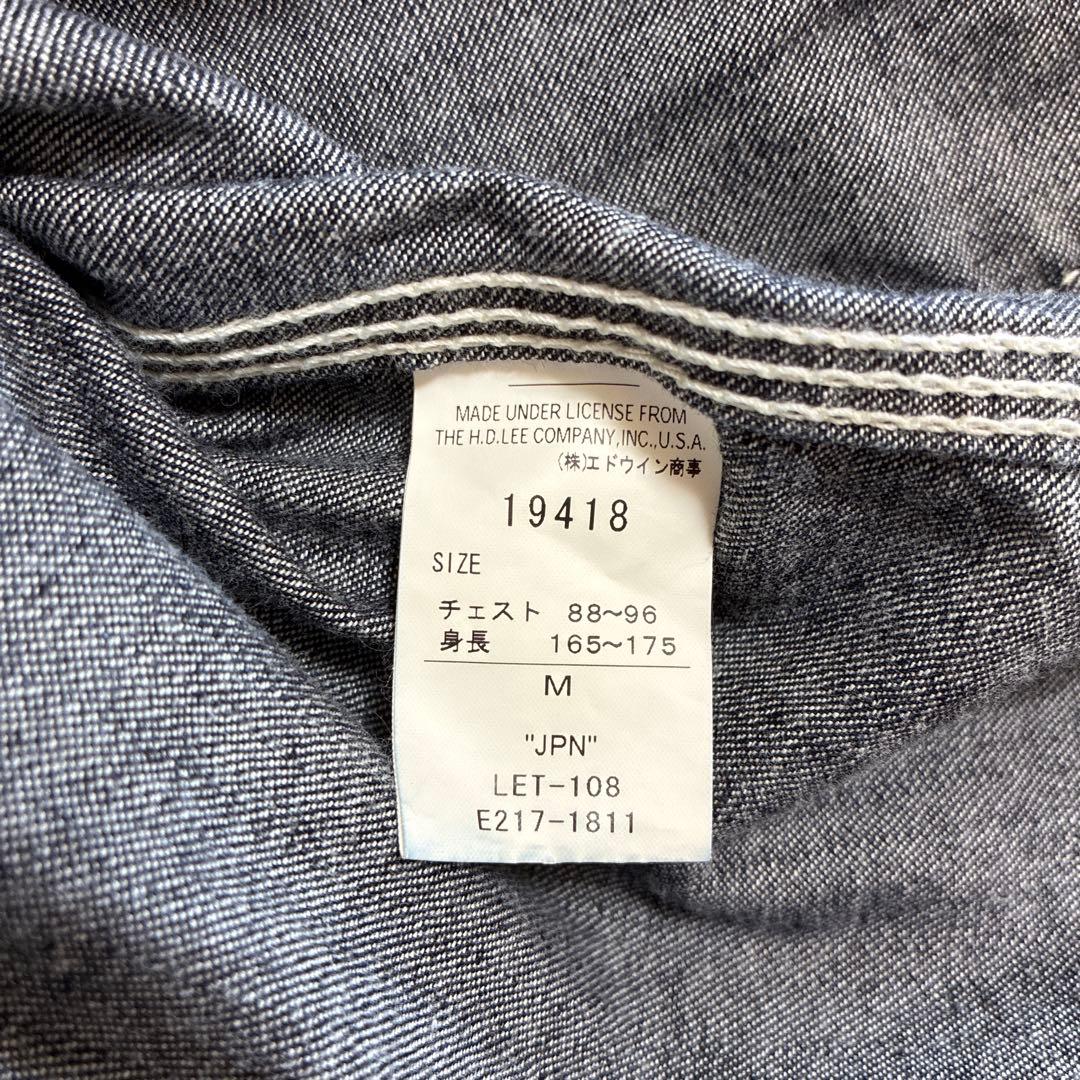 MADE UNDER LICENSE FROM
THE H.D.LEE COMPANY,INC.,U.S.A.
(株)エドウイン商事
19418
SIZE
チェスト 88~96
身長 165~175
M
"JPN"
LET-108
E217-1811